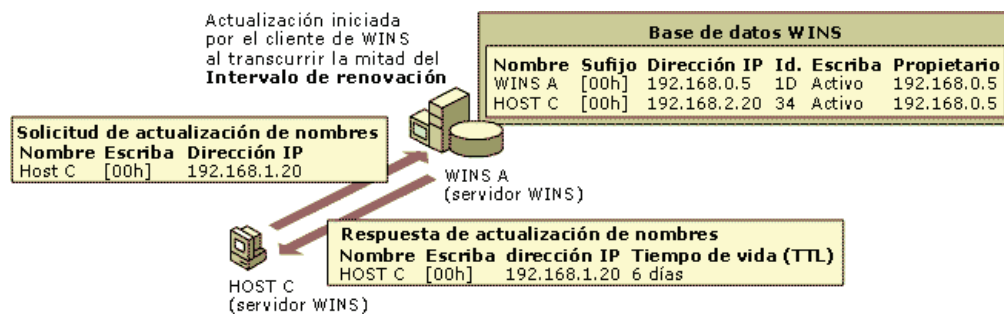 Actualización iniciada
por el cliente de WINS
al transcurrir la mitad del
Intervalo de renovación
Base de datos WINS
Nombre Sufijo Dirección IP Id. Escriba Propietario
WINS A [00h] 192.168.0.5 1D Activo 192.168.0.5
HOST C [00h] 192.168.2.20 34 Activo 192.168.0.5
Solicitud de actualización de nombres
Nombre Escriba Dirección IP
Host C [00h] 192.168.1.20
WINS A
(servidor WINS)
Respuesta de actualización de nombres
Nombre Escriba dirección IP Tiempo de vida (TTL)
HOST C [00h] 192.168.1.20 6 días
HOST C
(servidor WINS)